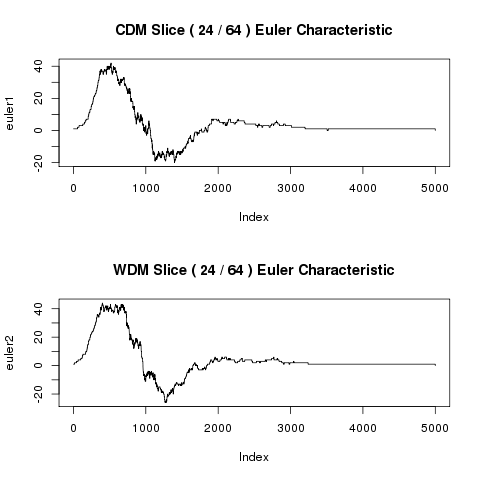 CDM Slice ( 24 / 64 ) Euler Characteristic
euler1
40
20
0
-20
0 1000 2000 3000 4000 5000
Index
WDM Slice ( 24 / 64 ) Euler Characteristic
euler2
40
20
0
-20
0 1000 2000 3000 4000 5000
Index